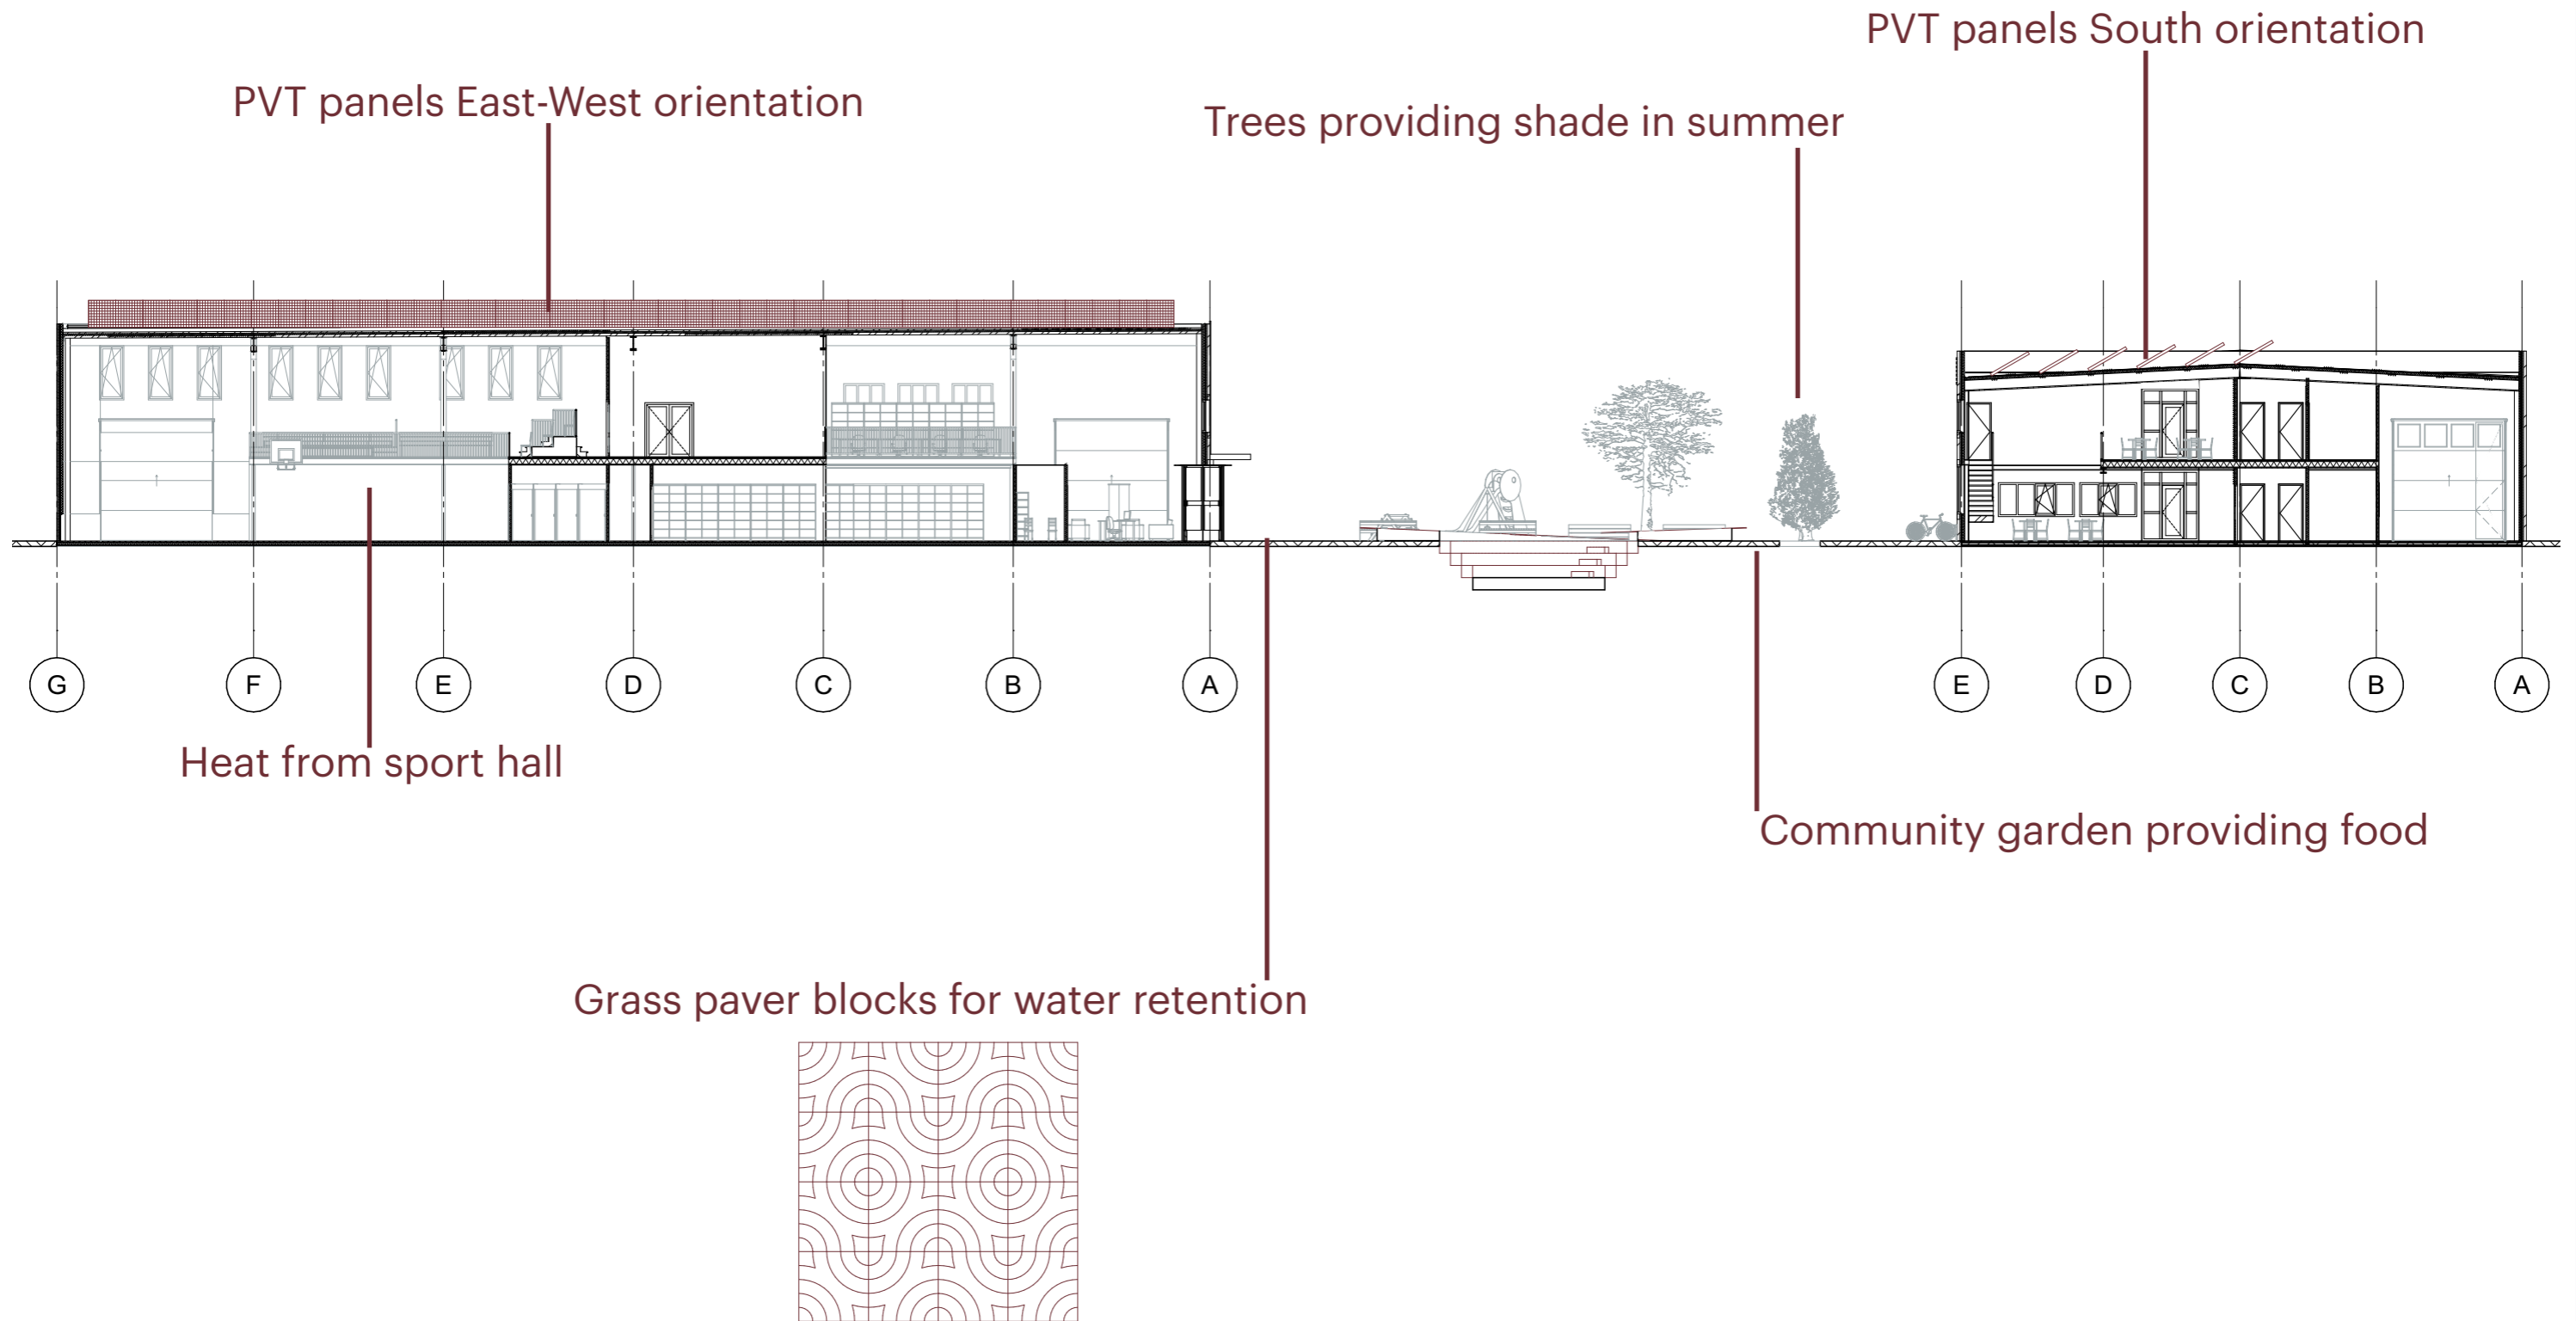 PVT panels South orientation
PVT panels East-West orientation
Trees providing shade in summer
G
F
E
D
C
B
A
E
D
C
B
A
Heat from sport hall
Community garden providing food
Grass paver blocks for water retention